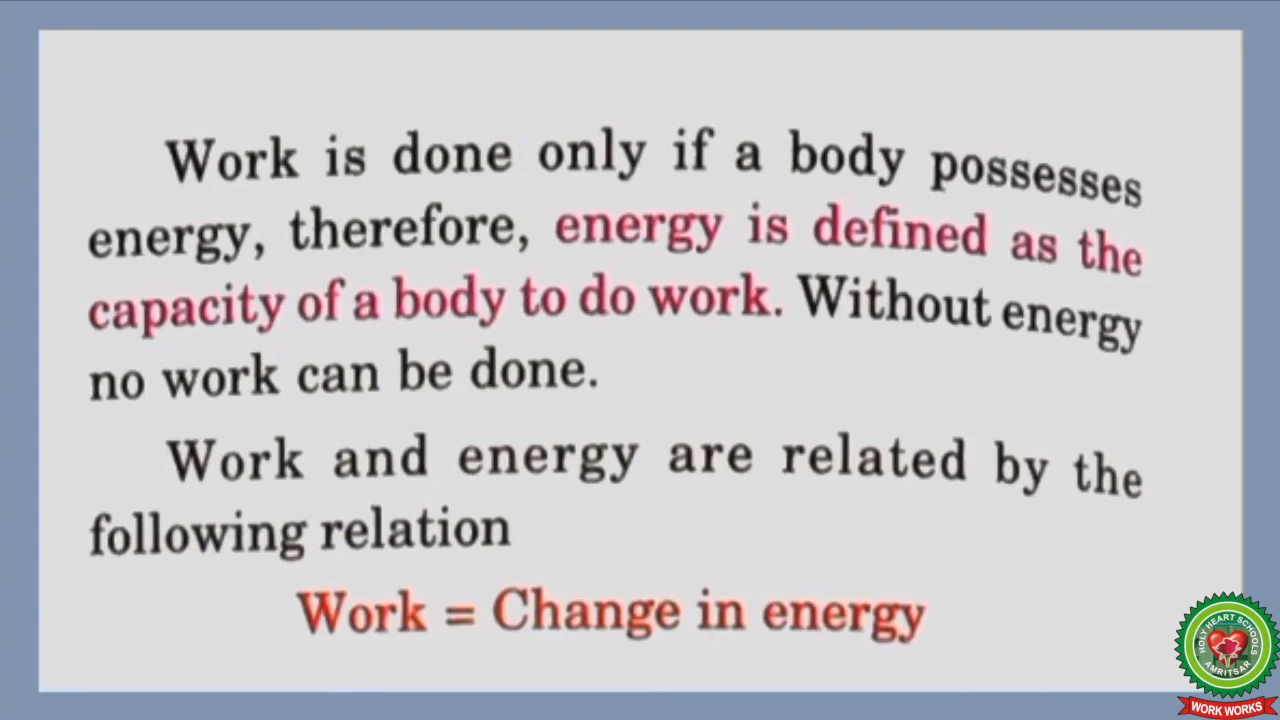 Work is done only if a body possesses
energy, therefore, energy is defined as the
capacity of a body to do work. Without energy
no work can be done.
Work and energy are related by the
following relation
Work = Change in energy
HOLY HEART SCHOOLS
AMRITSAR
WORK WORKS